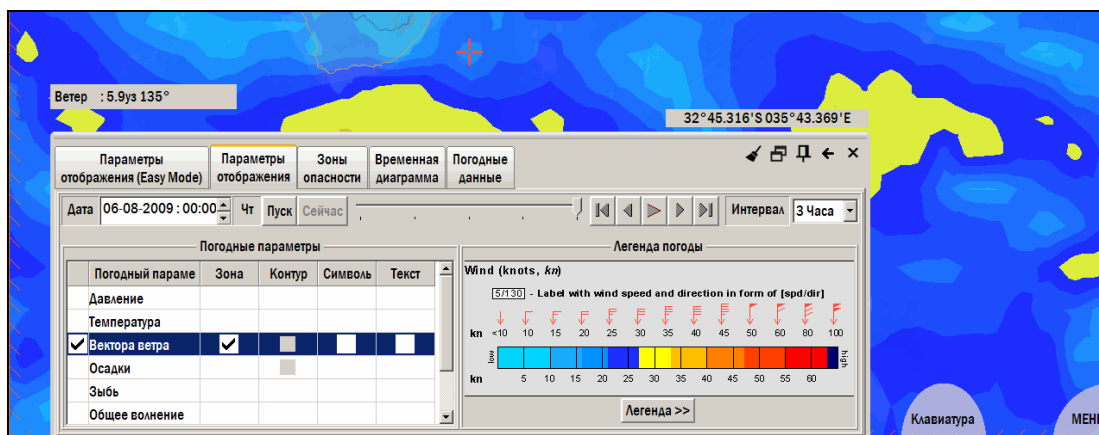 Ветер : 5.9уз 135°
32°45.316'S 035°43.369'E
Параметры отображения (Easy Mode)
Параметры отображения
Зоны опасности
Временная диаграмма
Погодные данные
Дата 06-08-2009 : 00:00 Чт Пуск Сейчас Интервал 3 Часа
Погодные параметры
Погодный параме Зона Контур Символь Текст
Давление
Температура
Вектора ветра
Осадки
Зыбь
Общее волнение
Легенда погоды
Wind (knots, kn)
5/130 - Label with wind speed and direction in form of [spd/dir]
kn <10 10 15 20 25 30 35 40 45 50 60 80 100
low high
kn 5 10 15 20 25 30 35 40 45 50 55 60
Легенда >>
Клавиатура
МЕНЮ